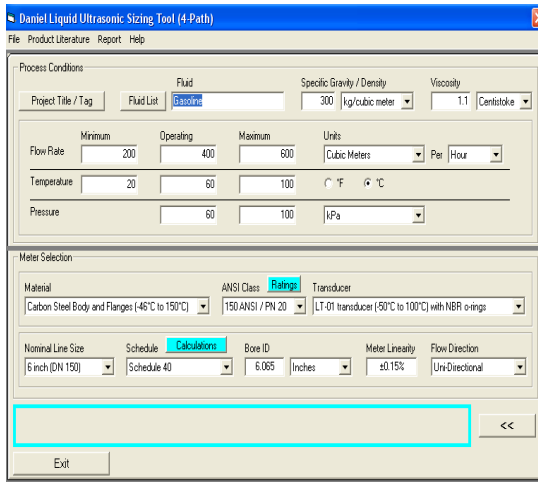 Daniel Liquid Ultrasonic Sizing Tool (4-Path)
File Product Literature Report Help
Process Conditions
Fluid Specific Gravity / Density Viscosity
Project Title / Tag Fluid List Gasoline 300 kg/cubic meter 1.1 Centistoke
Minimum Operating Maximum Units
Flow Rate 200 400 600 Cubic Meters Per Hour
Temperature 20 60 100 °F °C
Pressure 60 100 kPa
Meter Selection
Material ANSI Class Ratings Transducer
Carbon Steel Body and Flanges (-46°C to 150°C) 150 ANSI / PN 20 LT-01 transducer (-50°C to 100°C) with NBR o-rings
Nominal Line Size Schedule Calculations Bore ID Meter Linearity Flow Direction
6 inch (DN 150) Schedule 40 6.065 Inches ±0.15% Uni-Directional
<<
Exit